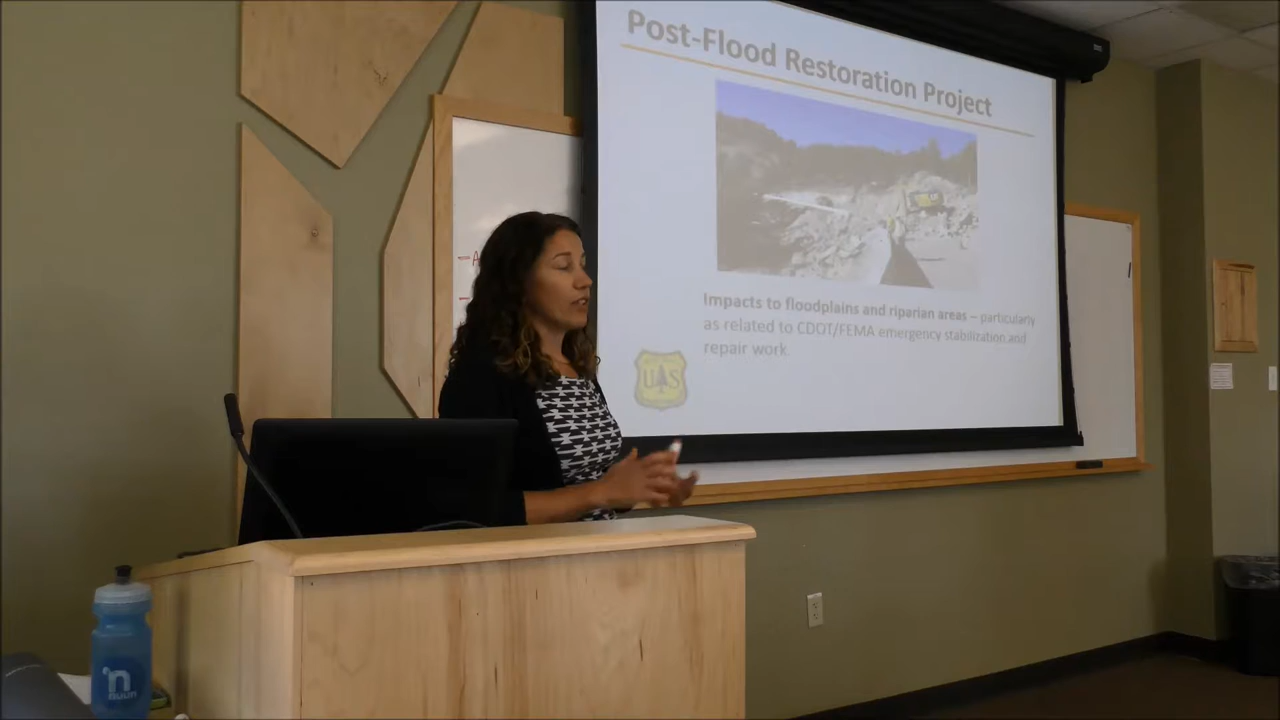 Post-Flood Restoration Project
Impacts to floodplains and riparian areas – particularly
as related to CDOT/FEMA emergency stabilization and
repair work.
U S
n
nuun